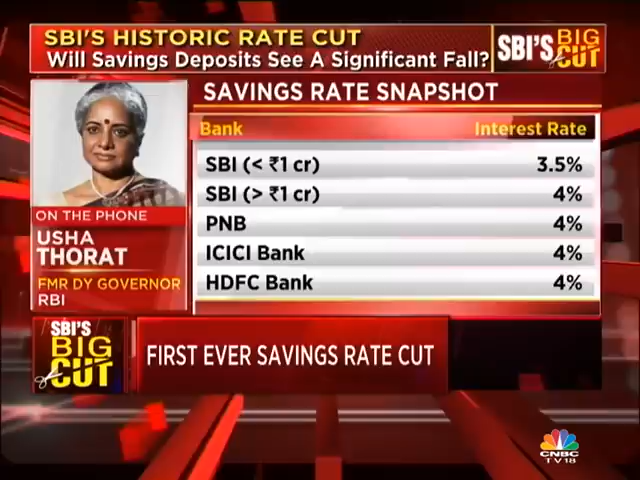 SBI'S HISTORIC RATE CUT
Will Savings Deposits See A Significant Fall?
SBI'S BIG CUT
SAVINGS RATE SNAPSHOT
Bank Interest Rate
SBI (< ₹1 cr) 3.5%
SBI (> ₹1 cr) 4%
PNB 4%
ICICI Bank 4%
HDFC Bank 4%
ON THE PHONE
USHA
THORAT
FMR DY GOVERNOR
RBI
SBI'S
BIG
CUT
FIRST EVER SAVINGS RATE CUT
CNBC
TV18